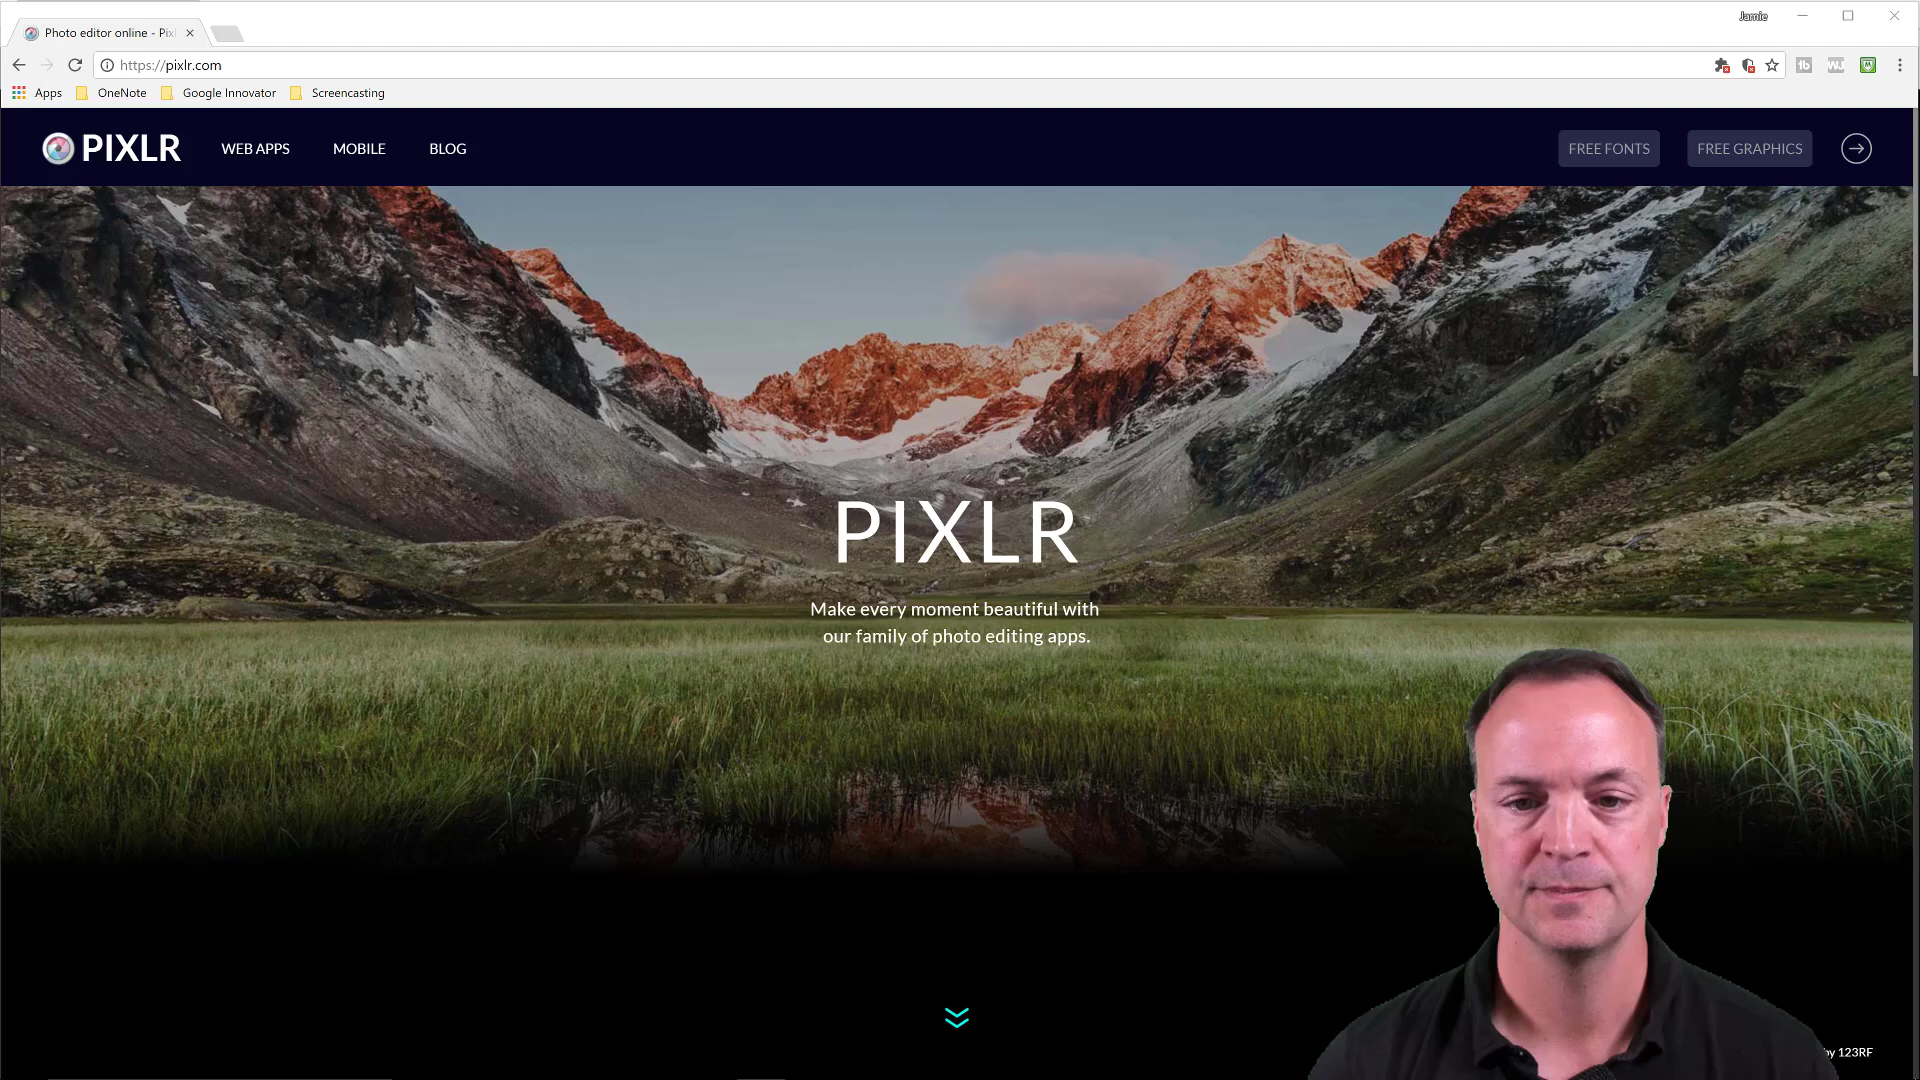 Jamie
Photo editor online - Pix
https://pixlr.com
Apps
OneNote
Google Innovator
Screencasting
PIXLR
WEB APPS
MOBILE
BLOG
FREE FONTS
FREE GRAPHICS
PIXLR
Make every moment beautiful with
our family of photo editing apps.
by 123RF